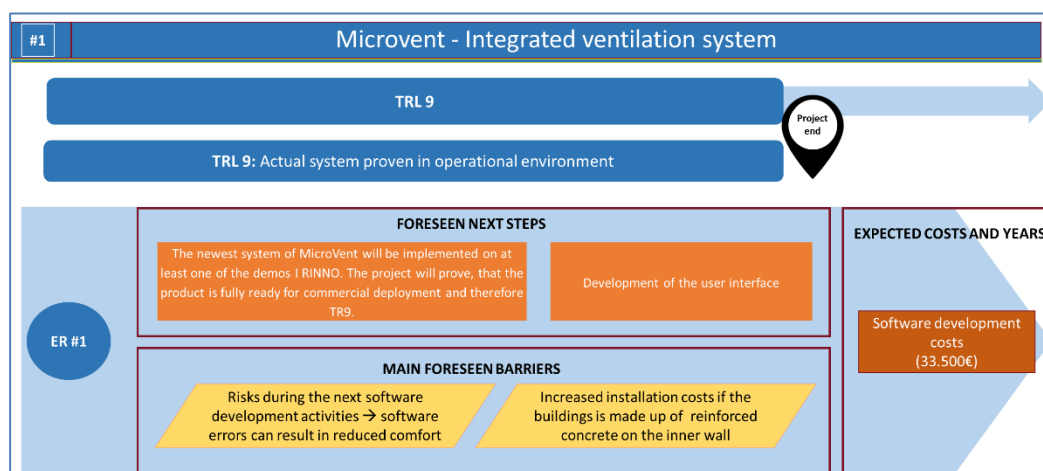 #1
Microvent - Integrated ventilation system
TRL 9
Project
end
TRL 9: Actual system proven in operational environment
FORESEEN NEXT STEPS
The newest system of MicroVent will be implemented on at
least one of the demos I RINNO. The project will prove, that the
product is fully ready for commercial deployment and therefore
TR9.
Development of the user interface
EXPECTED COSTS AND YEARS
Software development
costs
(33.500€)
ER #1
MAIN FORESEEN BARRIERS
Risks during the next software
development activities → software
errors can result in reduced comfort
Increased installation costs if the
buildings is made up of reinforced
concrete on the inner wall